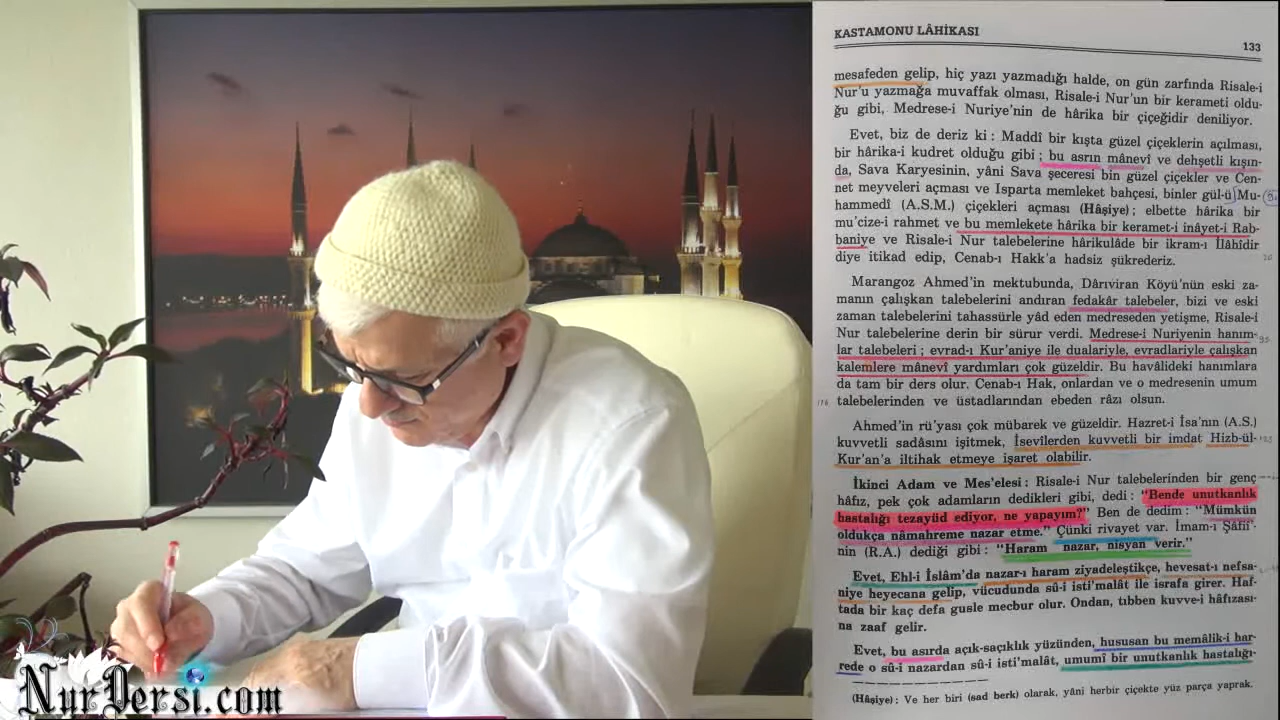 KASTAMONU LÂHİKASI
133
mesafeden gelip, hiç yazı yazmadığı halde, on gün zarfında Risale-i
Nur'u yazmağa muvaffak olması, Risale-i Nur'un bir kerameti oldu-
ğu gibi, Medrese-i Nuriye'nin de hârika bir çiçeğidir deniliyor.
Evet, biz de deriz ki : Maddî bir kışta güzel çiçeklerin açılması,
bir hârika-i kudret olduğu gibi ; bu asrın mânevî ve dehşetli kışın-
da, Sava Karyesinin, yâni Sava şeceresi bin güzel çiçekler ve Cen-
net meyveleri açması ve Isparta memleket bahçesi, binler gül-ü Mu-
hammedî (A.S.M.) çiçekleri açması (Hâşiye) ; elbette hârika bir
mu'cize-i rahmet ve bu memlekete hârika bir keramet-i inâyet-i Rab-
baniye ve Risale-i Nur talebelerine hârikulâde bir ikram-ı İlâhîdir
diye itikad edip, Cenab-ı Hakk'a hadsiz şükrederiz.
Marangoz Ahmed'in mektubunda, Dârıviran Köyü'nün eski za-
manın çalışkan talebelerini andıran fedakâr talebeler, bizi ve eski
zaman talebelerini tahassürle yâd eden medreseden yetişme, Risale-i
Nur talebelerine derin bir sürur verdi. Medrese-i Nuriyenin hanım-
lar talebeleri ; evrad-ı Kur'aniye ile dualariyle, evradlariyle çalışkan
kalemlere mânevî yardımları çok güzeldir. Bu havâlideki hanımlara
da tam bir ders olur. Cenab-ı Hak, onlardan ve o medresenin umum
talebelerinden ve üstadlarından ebeden râzı olsun.
Ahmed'in rü'yası çok mübarek ve güzeldir. Hazret-i İsa'nın (A.S.)
kuvvetli sadâsını işitmek, İsevîlerden kuvvetli bir imdat Hizb-ül-
Kur'an'a iltihak etmeye işaret olabilir.
İkinci Adam ve Mes'elesi : Risale-i Nur talebelerinden bir genç
hâfız, pek çok adamların dedikleri gibi, dedi : "Bende unutkanlık
hastalığı tezayüd ediyor, ne yapayım?" Ben de dedim : "Mümkün
oldukça nâmahreme nazar etme." Çünki rivayet var. İmam-ı Şâfiî'-
nin (R.A.) dediği gibi : "Haram nazar, nisyan verir."
Evet, Ehl-i İslâm'da nazar-ı haram ziyadeleştikçe, hevesat-ı nefsa-
niye heyecana gelip, vücudunda sû-i isti'malât ile israfa girer. Haf-
tada bir kaç defa gusle mecbur olur. Ondan, tıbben kuvve-i hâfızası-
na zaaf gelir.
Evet, bu asırda açık-saçıklık yüzünden, hususan bu memâlik-i har-
rede o sû-i nazardan sû-i isti'malât, umumî bir unutkanlık hastalığı-
(Hâşiye) : Ve her biri (sad berk) olarak, yâni herbir çiçekte yüz parça yaprak.
NurDersi.com